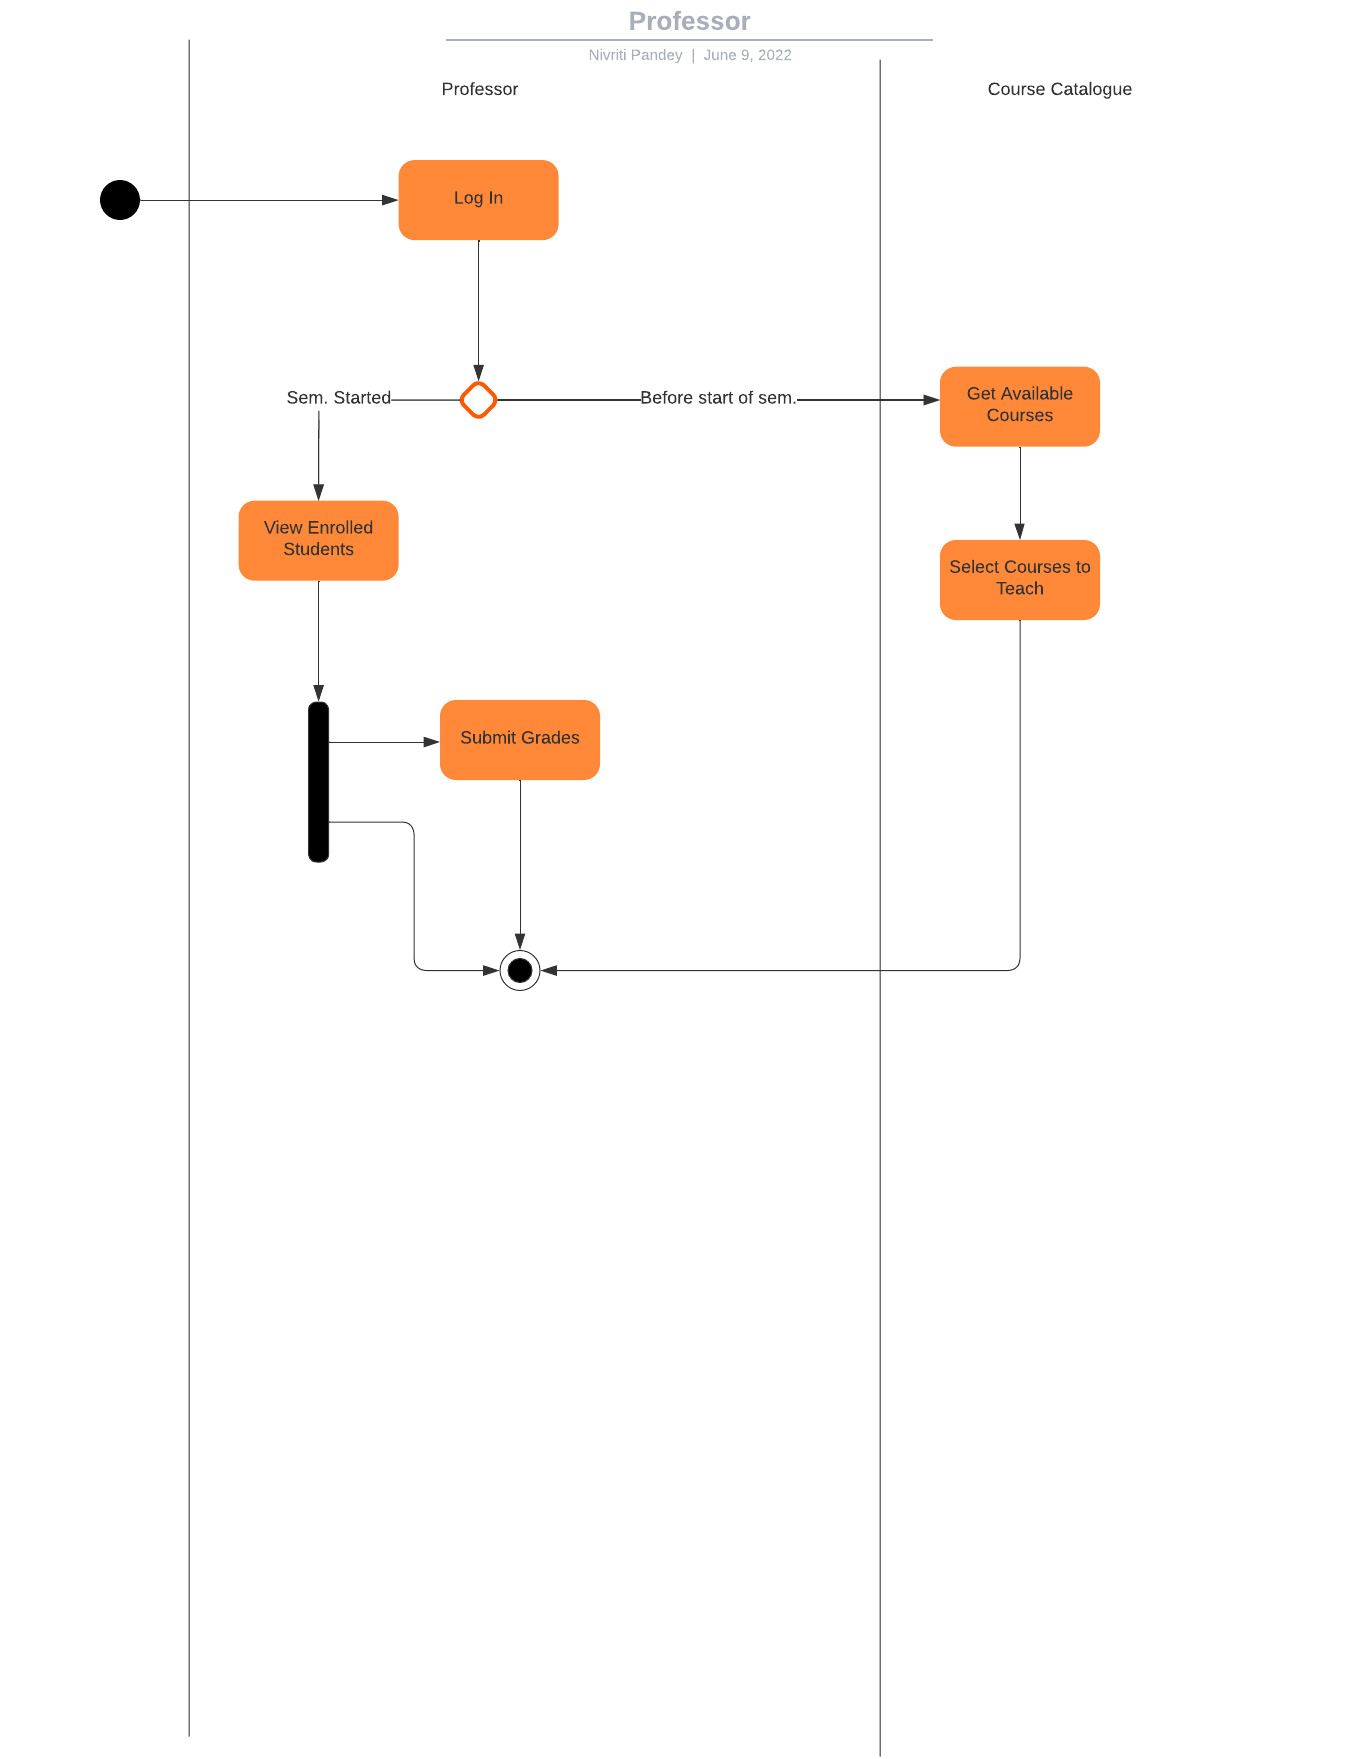 Professor
Nivriti Pandey | June 9, 2022
Professor
Course Catalogue
Log In
Sem. Started
Before start of sem.
Get Available
Courses
View Enrolled
Students
Select Courses to
Teach
Submit Grades